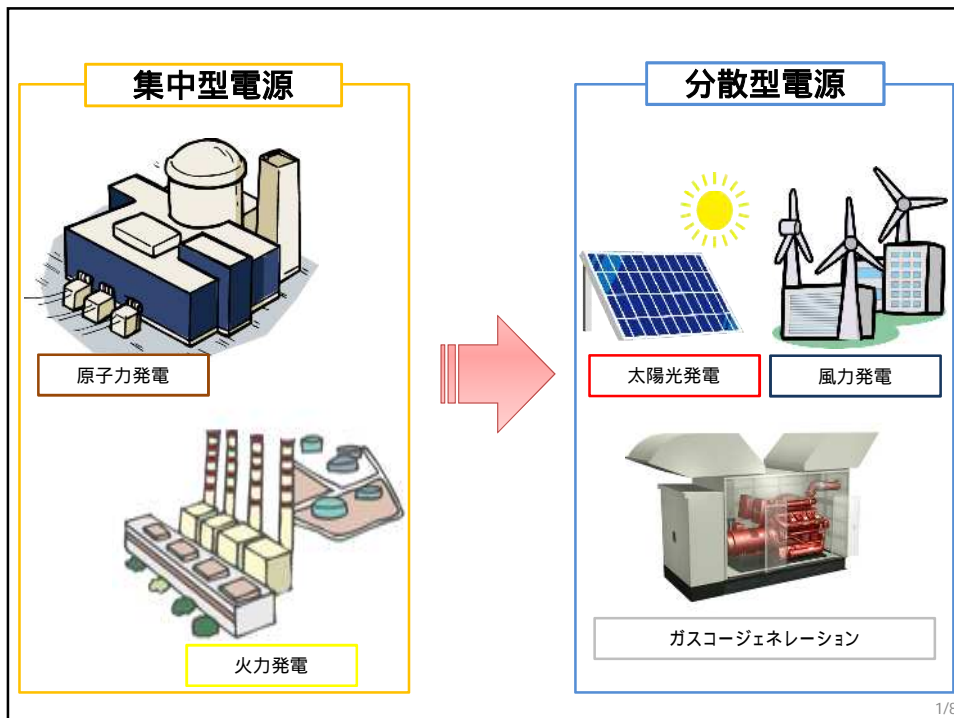 集中型電源
分散型電源
原子力発電
太陽光発電
風力発電
火力発電
ガスコージェネレーション
1/8